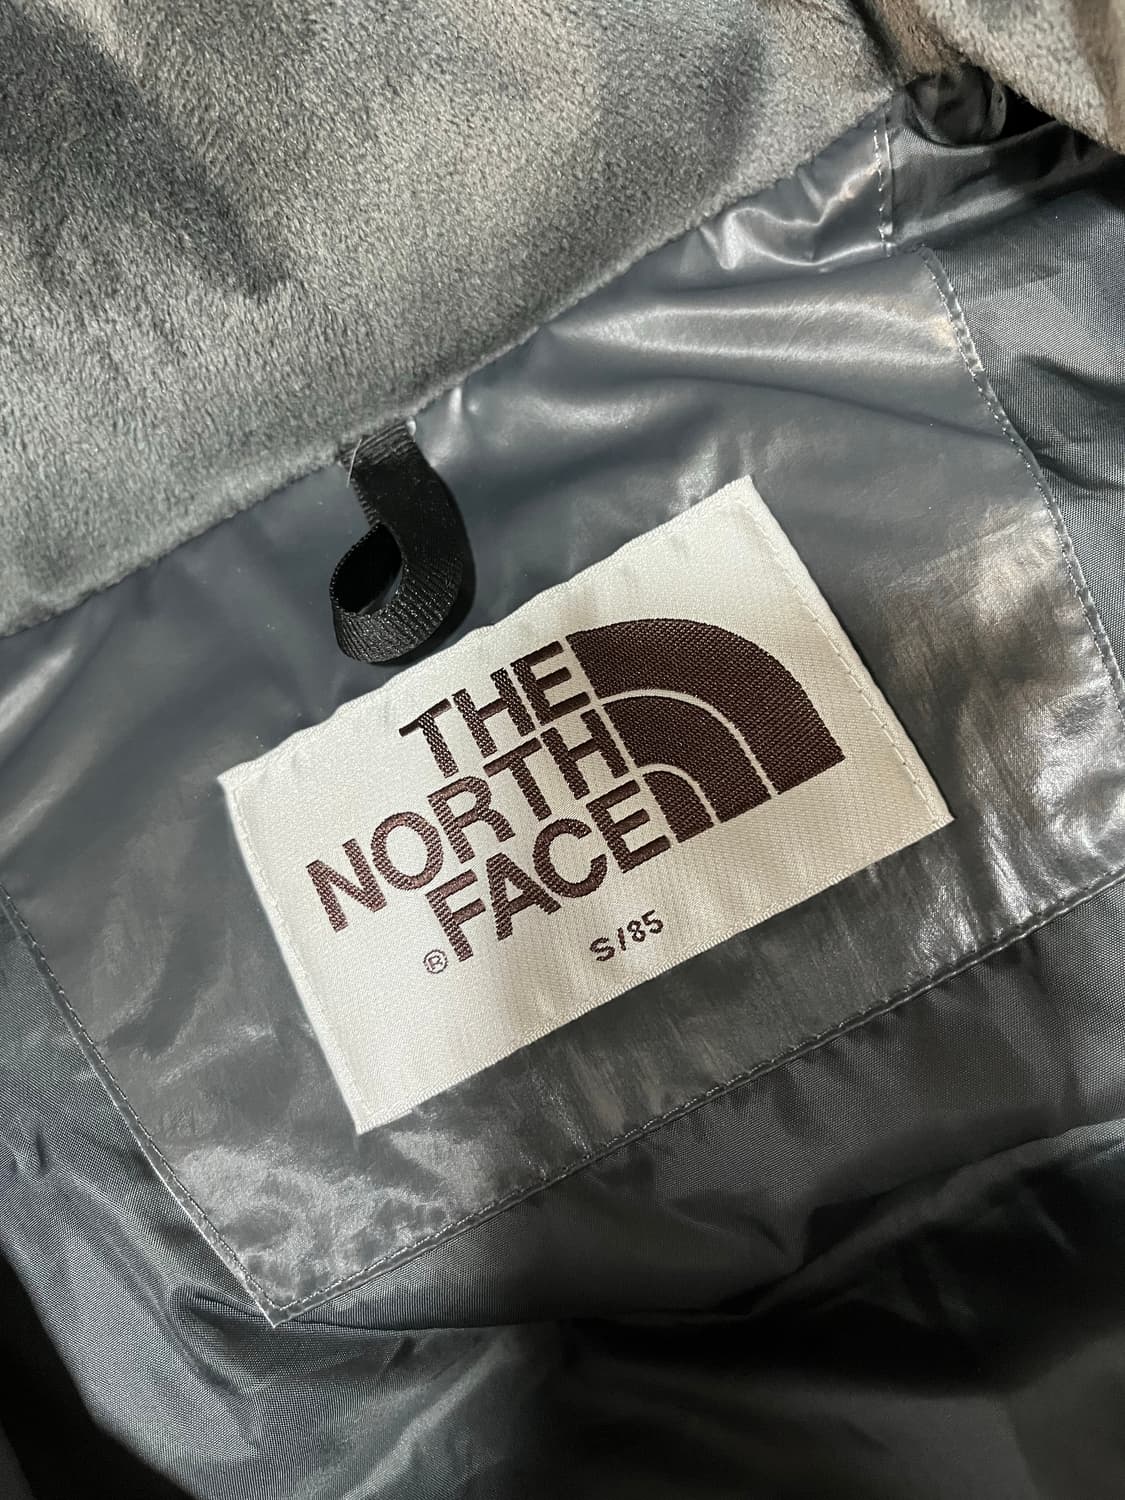 THE
NORTH
FACE
®
S/85